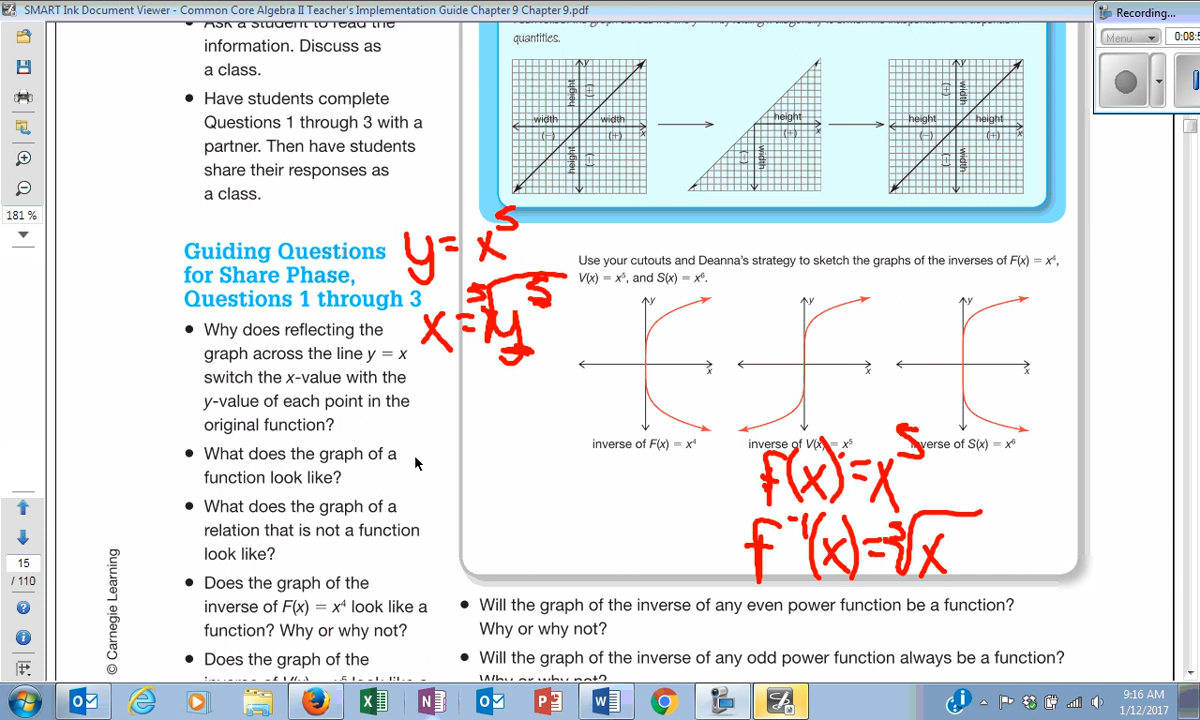 SMART Ink Document Viewer - Common Core Algebra II Teacher's Implementation Guide Chapter 9 Chapter 9.pdf
Recording...
Menu
181 %
15
/ 110
Ask a student to read the
information. Discuss as
a class.
• Have students complete
Questions 1 through 3 with a
partner. Then have students
share their responses as
a class.
Guiding Questions
for Share Phase,
Questions 1 through 3
• Why does reflecting the
graph across the line y = x
switch the x-value with the
y-value of each point in the
original function?
• What does the graph of a
function look like?
• What does the graph of a
relation that is not a function
look like?
• Does the graph of the
inverse of F(x) = x⁴ look like a
function? Why or why not?
• Does the graph of the
© Carnegie Learning
quantities.
y
height
(+)
width
width
(−)
(+)
x
height
(−)
height
(+)
x
width
(−)
y
width
(+)
height
height
(−)
(+)
x
width
(−)
y = x⁵
Use your cutouts and Deanna's strategy to sketch the graphs of the inverses of F(x) = x⁴,
V(x) = x⁵, and S(x) = x⁶.
y
x
y
x
y
x
inverse of F(x) = x⁴
inverse of V(x) = x⁵
inverse of S(x) = x⁶
f(x) = x⁵
• Will the graph of the inverse of any even power function be a function?
Why or why not?
• Will the graph of the inverse of any odd power function always be a function?
Why or why not?
9:16 AM
1/12/2017